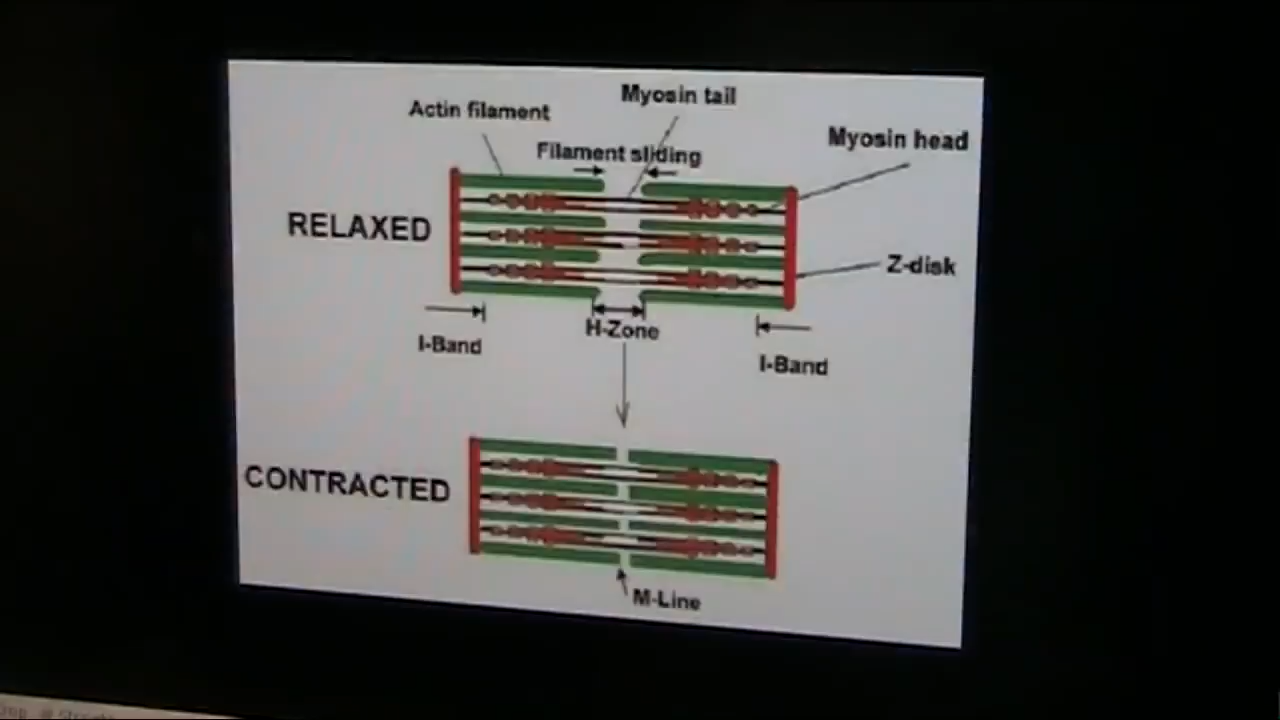 Myosin tail
Actin filament
Myosin head
Filament sliding
RELAXED
Z-disk
H-Zone
I-Band
I-Band
CONTRACTED
M-Line